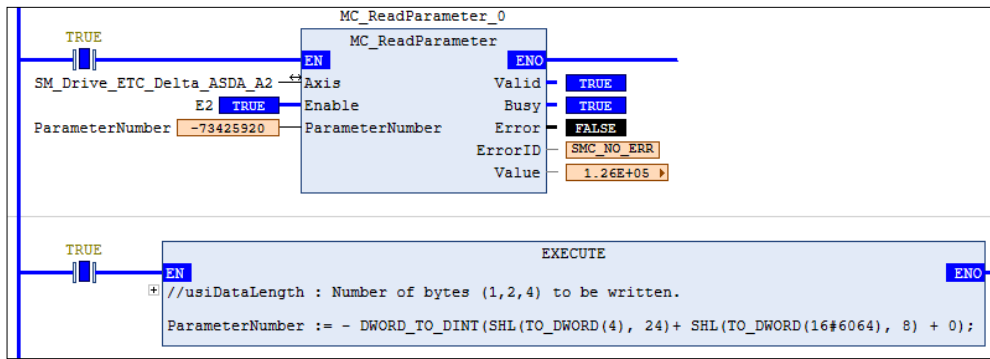 MC_ReadParameter_0
TRUE
MC_ReadParameter
EN ENO
SM_Drive_ETC_Delta_ASDA_A2 Axis Valid TRUE
E2 TRUE Enable Busy TRUE
ParameterNumber -73425920 ParameterNumber Error FALSE
ErrorID SMC_NO_ERR
Value 1.26E+05
TRUE
EXECUTE
EN ENO
//usiDataLength : Number of bytes (1,2,4) to be written.
ParameterNumber := - DWORD_TO_DINT(SHL(TO_DWORD(4), 24)+ SHL(TO_DWORD(16#6064), 8) + 0);